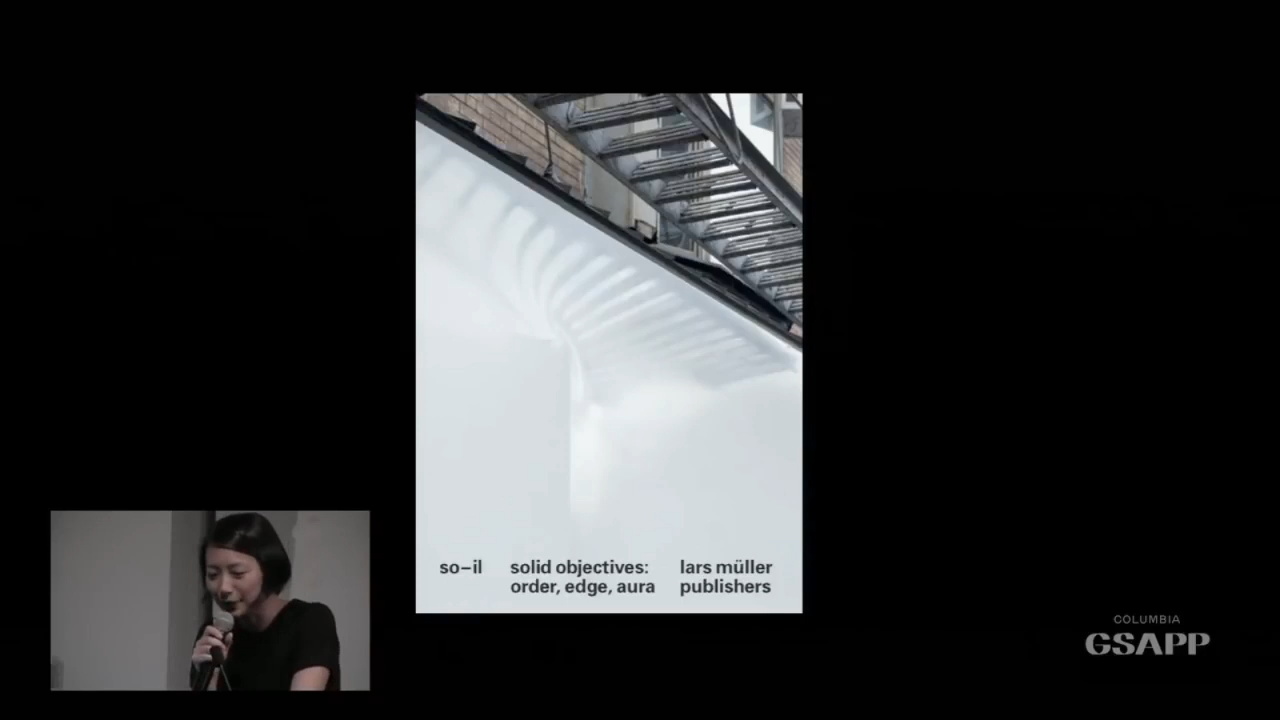 so–il
solid objectives:
order, edge, aura
lars müller
publishers
COLUMBIA
GSAPP